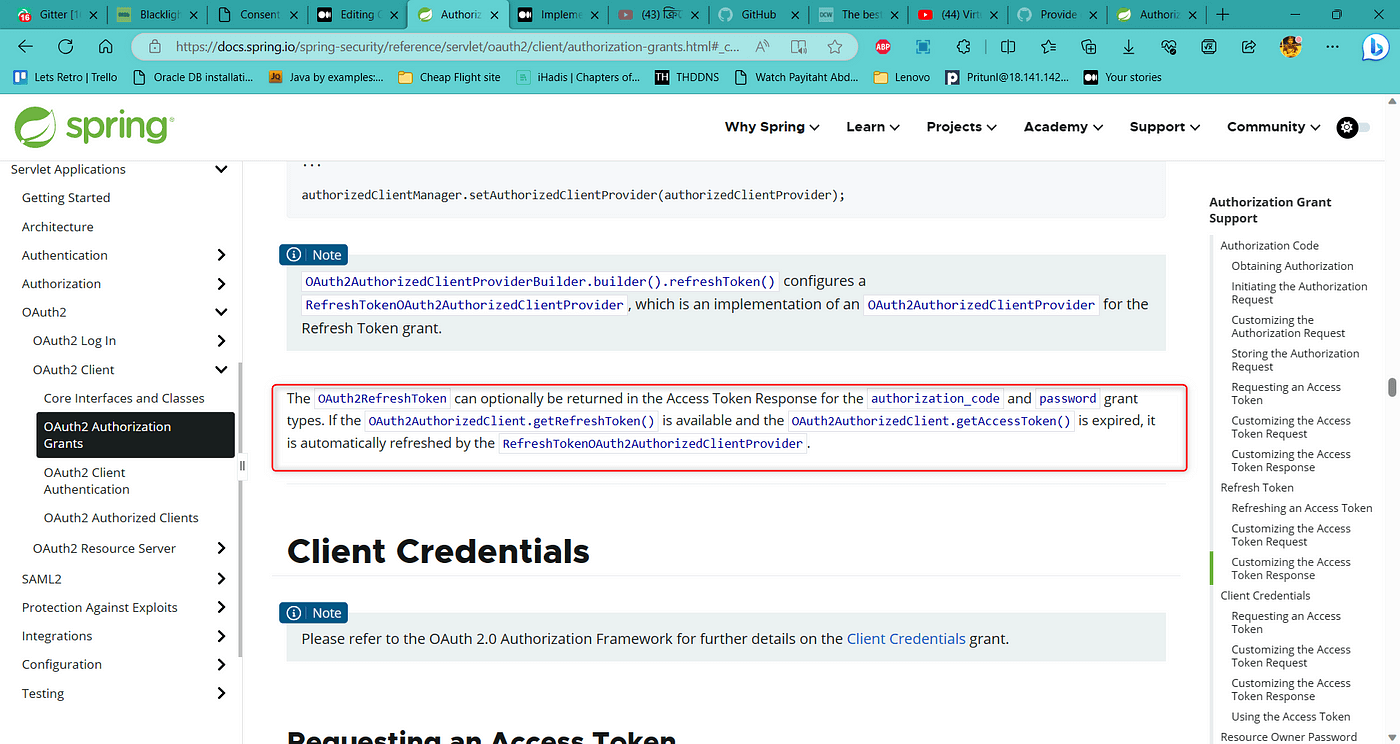 16 Gitter [1
Blackligh
Consent
Editing C
Authoriz
Impleme
(43)
GitHub
The best
(44) Virt
Provide
Authoriz
https://docs.spring.io/spring-security/reference/servlet/oauth2/client/authorization-grants.html#_c...
ABP
Lets Retro | Trello
Oracle DB installati...
Java by examples:...
Cheap Flight site
iHadis | Chapters of...
TH THDDNS
Watch Payitaht Abd...
Lenovo
Pritunl@18.141.142...
Your stories
spring
Why Spring
Learn
Projects
Academy
Support
Community
Servlet Applications
Getting Started
Architecture
Authentication
Authorization
OAuth2
OAuth2 Log In
OAuth2 Client
Core Interfaces and Classes
OAuth2 Authorization
Grants
OAuth2 Client
Authentication
OAuth2 Authorized Clients
OAuth2 Resource Server
SAML2
Protection Against Exploits
Integrations
Configuration
Testing
...
authorizedClientManager.setAuthorizedClientProvider(authorizedClientProvider);
Note
OAuth2AuthorizedClientProviderBuilder.builder().refreshToken() configures a
RefreshTokenOAuth2AuthorizedClientProvider, which is an implementation of an OAuth2AuthorizedClientProvider for the
Refresh Token grant.
The OAuth2RefreshToken can optionally be returned in the Access Token Response for the authorization_code and password grant
types. If the OAuth2AuthorizedClient.getRefreshToken() is available and the OAuth2AuthorizedClient.getAccessToken() is expired, it
is automatically refreshed by the RefreshTokenOAuth2AuthorizedClientProvider.
Client Credentials
Note
Please refer to the OAuth 2.0 Authorization Framework for further details on the Client Credentials grant.
Requesting an Access Token
Authorization Grant
Support
Authorization Code
Obtaining Authorization
Initiating the Authorization
Request
Customizing the
Authorization Request
Storing the Authorization
Request
Requesting an Access
Token
Customizing the Access
Token Request
Customizing the Access
Token Response
Refresh Token
Refreshing an Access Token
Customizing the Access
Token Request
Customizing the Access
Token Response
Client Credentials
Requesting an Access
Token
Customizing the Access
Token Request
Customizing the Access
Token Response
Using the Access Token
Resource Owner Password